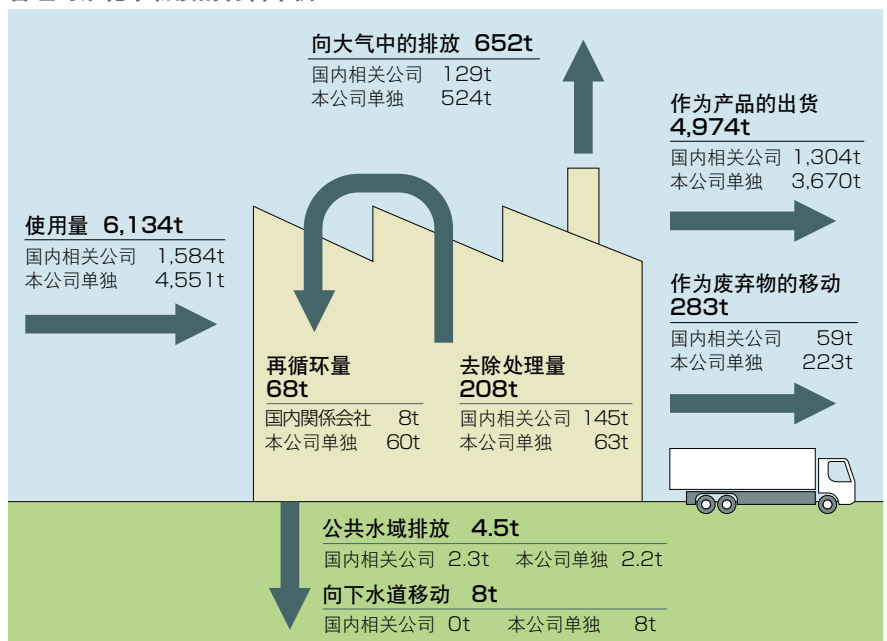 向大气中的排放 652t
国内相关公司 129t
本公司单独 524t
作为产品的出货
4,974t
国内相关公司 1,304t
本公司单独 3,670t
使用量 6,134t
国内相关公司 1,584t
本公司单独 4,551t
作为废弃物的移动
283t
国内相关公司 59t
本公司单独 223t
再循环量
68t
国内関係会社 8t
本公司单独 60t
去除处理量
208t
国内相关公司 145t
本公司单独 63t
公共水域排放 4.5t
国内相关公司 2.3t 本公司单独 2.2t
向下水道移动 8t
国内相关公司 0t 本公司单独 8t